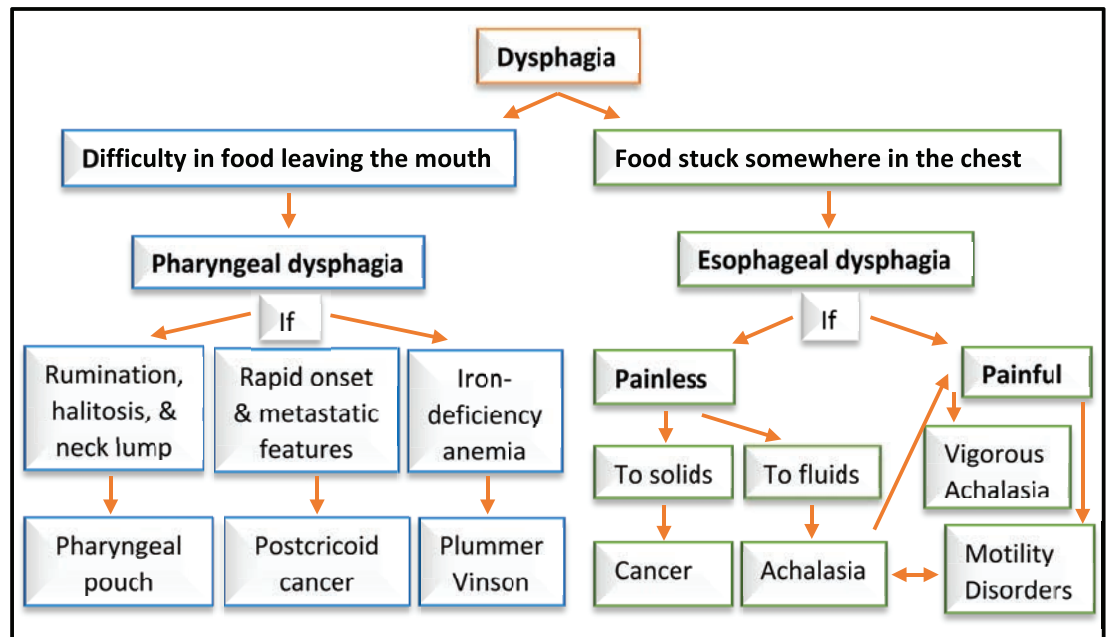 Dysphagia
Difficulty in food leaving the mouth
Food stuck somewhere in the chest
Pharyngeal dysphagia
Esophageal dysphagia
If
If
Rumination,
halitosis, &
neck lump
Rapid onset
& metastatic
features
Iron-
deficiency
anemia
Painless
Painful
To solids
To fluids
Vigorous
Achalasia
Pharyngeal
pouch
Postcricoid
cancer
Plummer
Vinson
Cancer
Achalasia
Motility
Disorders